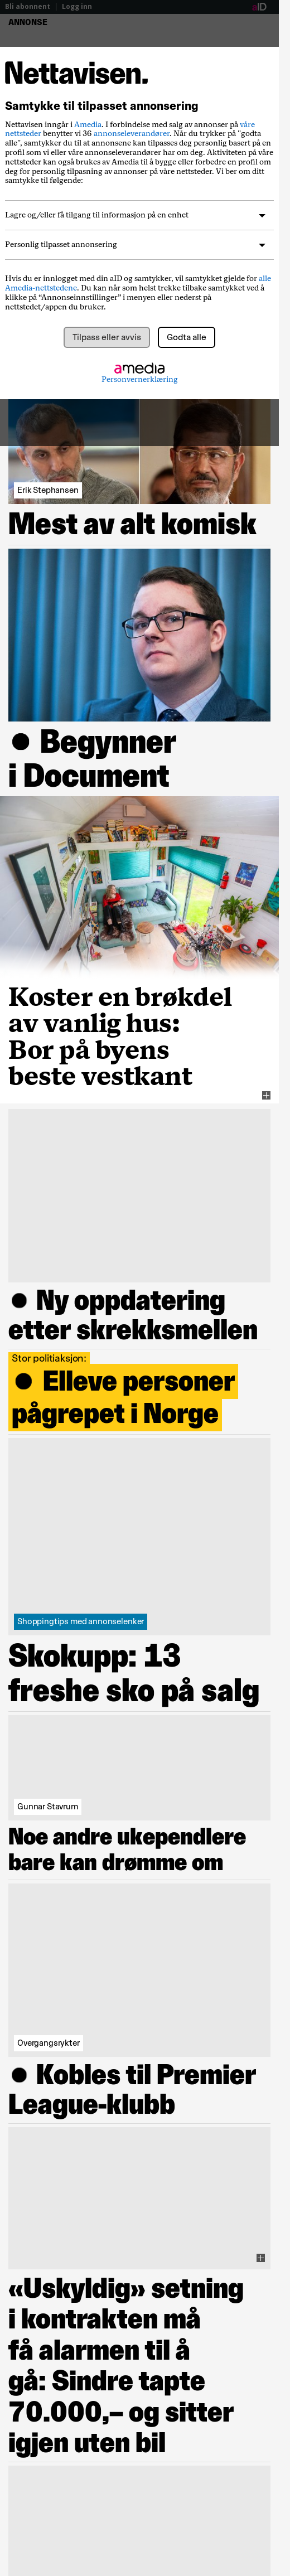 Bli abonnent | Logg inn
aID
ANNONSE
Nettavisen.
Samtykke til tilpasset annonsering
Nettavisen inngår i Amedia. I forbindelse med salg av annonser på våre
nettsteder benytter vi 36 annonseleverandører. Når du trykker på "godta
alle", samtykker du til at annonsene kan tilpasses deg personlig basert på en
profil som vi eller våre annonseleverandører har om deg. Aktiviteten på våre
nettsteder kan også brukes av Amedia til å bygge eller forbedre en profil om
deg for personlig tilpasning av annonser på våre nettsteder. Vi ber om ditt
samtykke til følgende:
Lagre og/eller få tilgang til informasjon på en enhet
Personlig tilpasset annonsering
Hvis du er innlogget med din aID og samtykker, vil samtykket gjelde for alle
Amedia-nettstedene. Du kan når som helst trekke tilbake samtykket ved å
klikke på “Annonseinnstillinger” i menyen eller nederst på
nettstedet/appen du bruker.
Tilpass eller avvis
Godta alle
amedia
Personvernerklæring
Erik Stephansen
Mest av alt komisk
● Begynner
i Document
Koster en brøkdel
av vanlig hus:
Bor på byens
beste vestkant
● Ny oppdatering
etter skrekksmellen
Stor politiaksjon:
● Elleve personer
pågrepet i Norge
Shoppingtips med annonselenker
Skokupp: 13
freshe sko på salg
Gunnar Stavrum
Noe andre ukependlere
bare kan drømme om
Overgangsrykter
● Kobles til Premier
League-klubb
«Uskyldig» setning
i kontrakten må
få alarmen til å
gå: Sindre tapte
70.000,– og sitter
igjen uten bil